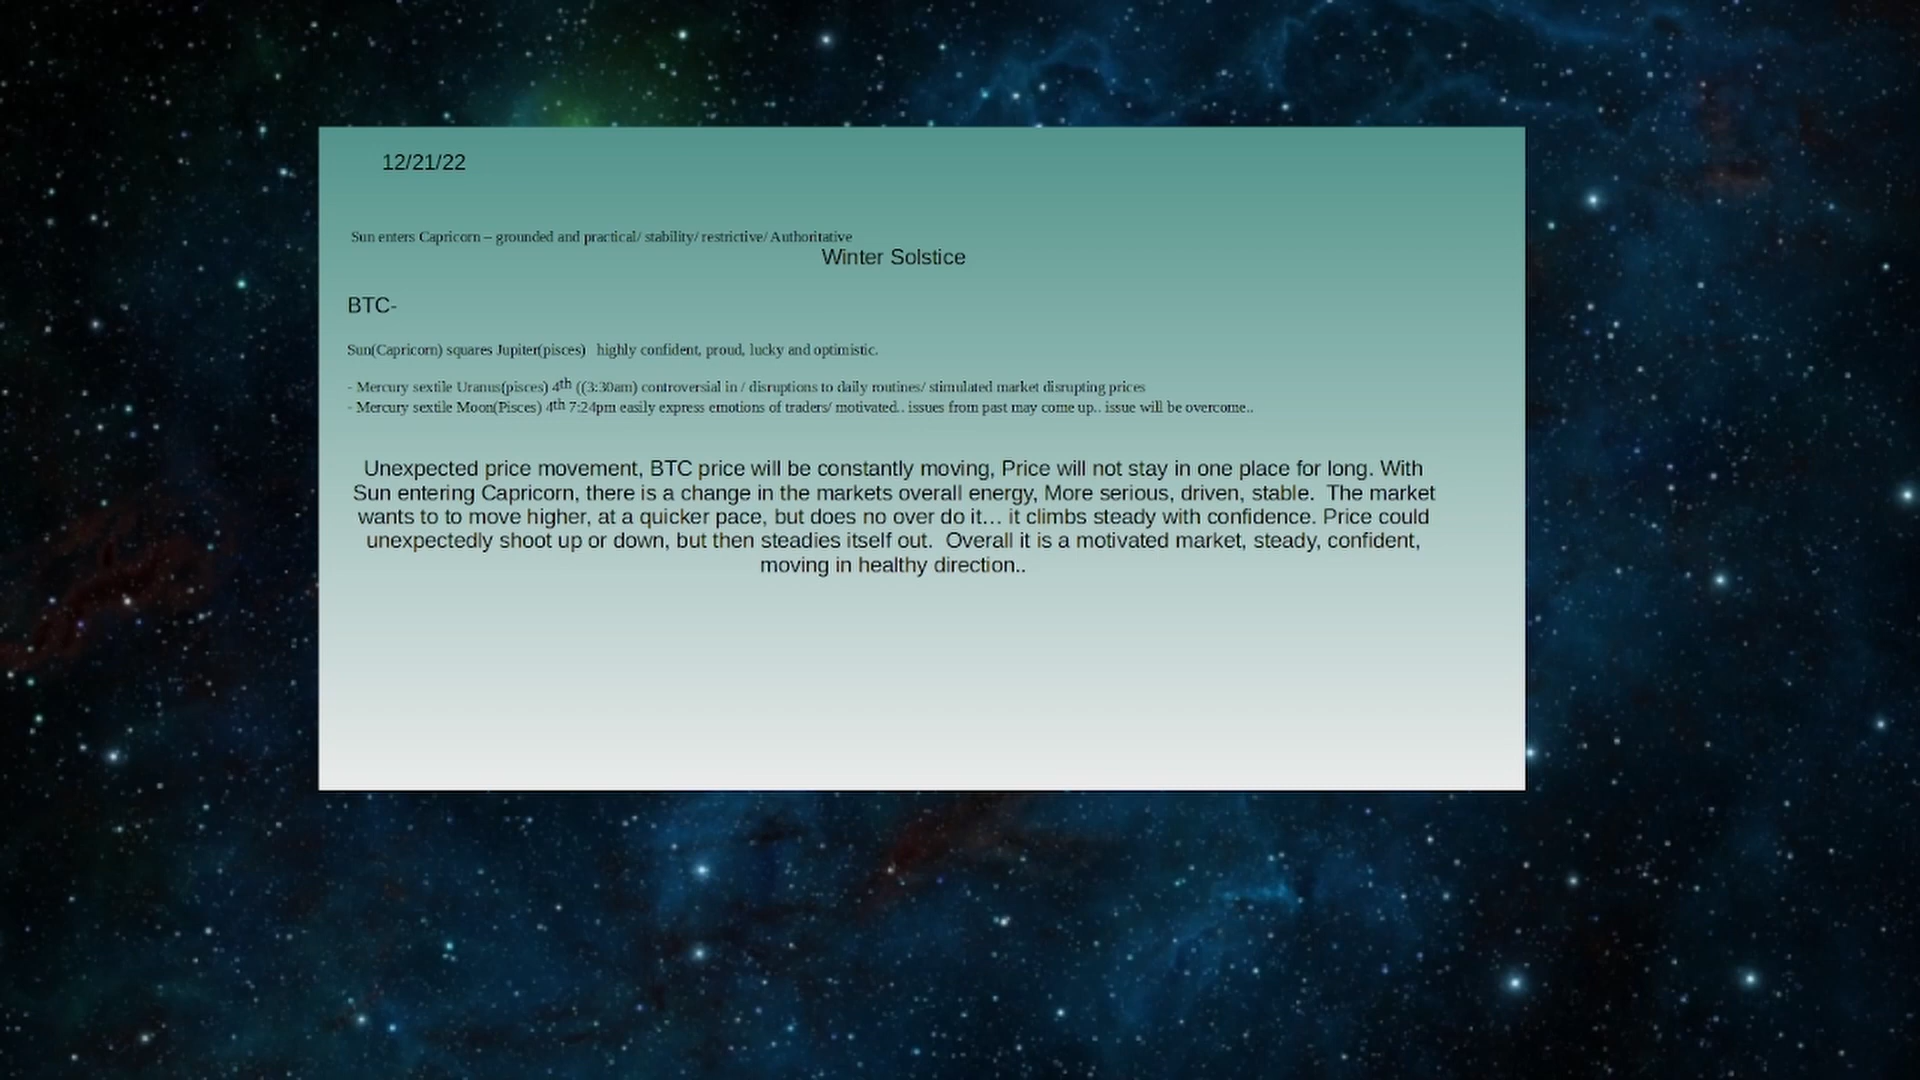 12/21/22
Sun enters Capricorn – grounded and practical/ stability/ restrictive/ Authoritative
Winter Solstice
BTC-
Sun(Capricorn) squares Jupiter(pisces)   highly confident, proud, lucky and optimistic.
- Mercury sextile Uranus(pisces) 4th ((3:30am) controversial in / disruptions to daily routines/ stimulated market disrupting prices
- Mercury sextile Moon(Pisces) 4th 7:24pm easily express emotions of traders/ motivated.. issues from past may come up.. issue will be overcome..
Unexpected price movement, BTC price will be constantly moving, Price will not stay in one place for long. With
Sun entering Capricorn, there is a change in the markets overall energy, More serious, driven, stable.  The market
wants to to move higher, at a quicker pace, but does no over do it… it climbs steady with confidence. Price could
unexpectedly shoot up or down, but then steadies itself out.  Overall it is a motivated market, steady, confident,
moving in healthy direction..